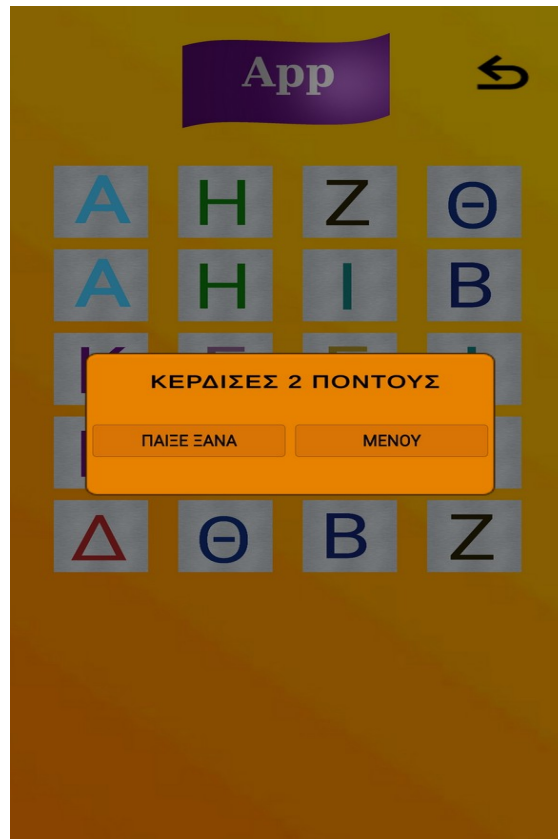 App
Α Η Ζ Θ
Α Η Ι Β
ΚΕΡΔΙΣΕΣ 2 ΠΟΝΤΟΥΣ
ΠΑΙΞΕ ΞΑΝΑ ΜΕΝΟΥ
Δ Θ Β Ζ